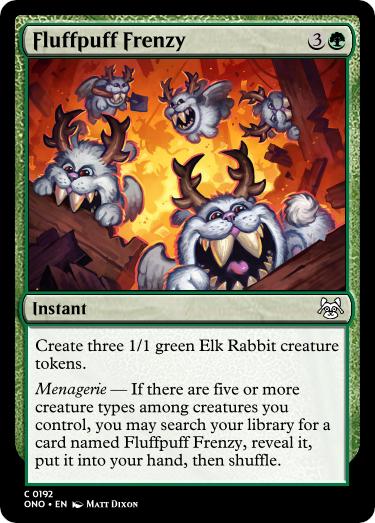 Fluffpuff Frenzy 3
Instant
Create three 1/1 green Elk Rabbit creature
tokens.
Menagerie — If there are five or more
creature types among creatures you
control, you may search your library for a
card named Fluffpuff Frenzy, reveal it,
put it into your hand, then shuffle.
C 0192
ONO • EN Matt Dixon